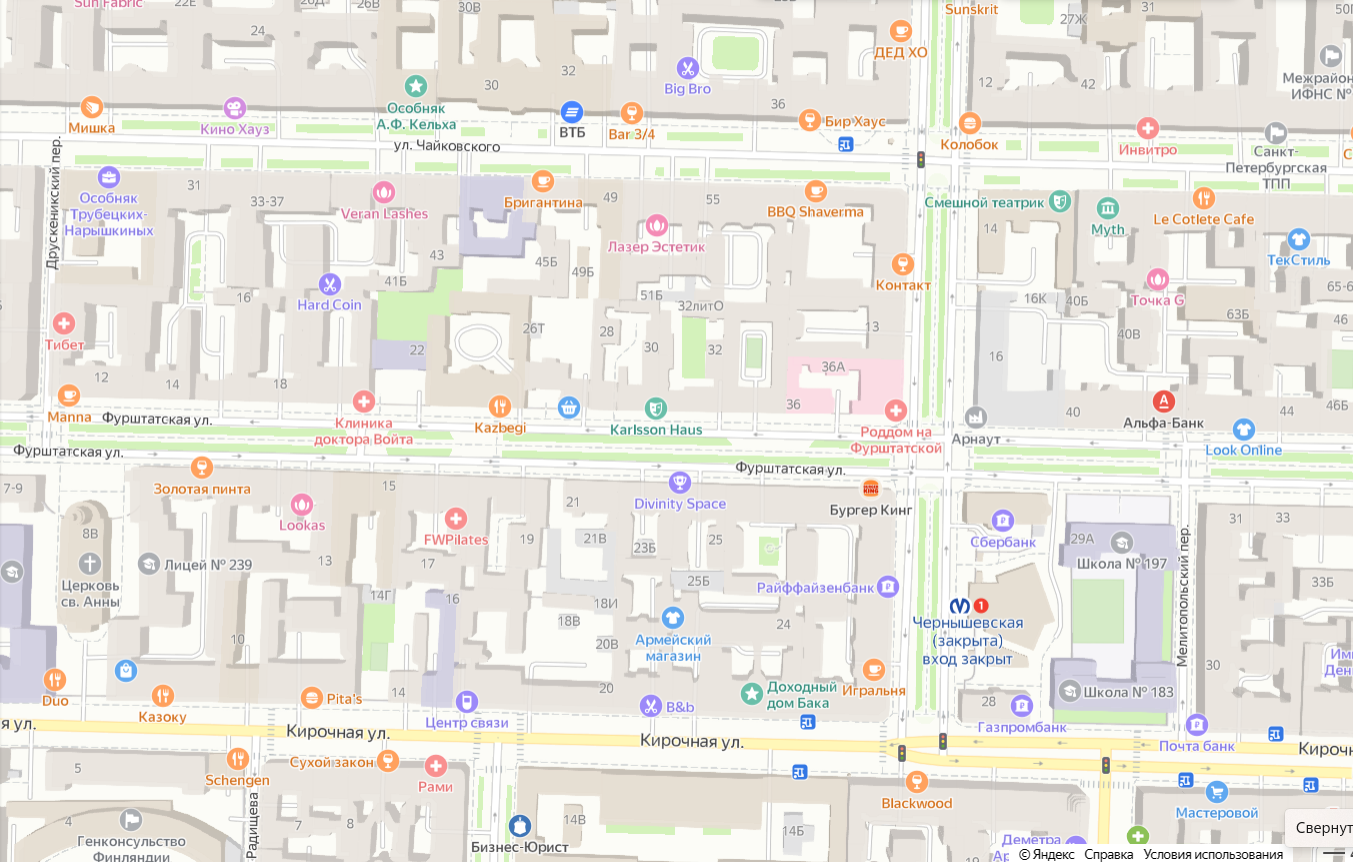 Sun Fabric
24
26Б
30
32
36
Big Bro
ДЕД ХО
Sunskrit
27Ж
12
42
Межрайон
ИФНС №
Мишка
Кино Хауз
Особняк
А.Ф. Кельха
ВТБ
Bar 3/4
Бир Хаус
Колобок
Инвитро
Санкт-
Петербургская
ТПП
ул. Чайковского
Друскеникский пер.
Особняк
Трубецких-
Нарышкиных
31
33-37
Veran Lashes
Бригантина
49
55
BBQ Shaverma
Смешной театрик
Myth
Le Cotlete Cafe
14
Лазер Эстетик
43
41Б
45Б
49Б
51Б
32литО
Контакт
ТекСтиль
Точка G
65-6
16
Hard Coin
16К
40Б
40В
63Б
46
Тибет
22
26Т
28
30
32
13
36А
36
16
12
14
18
Manna
Фурштатская ул.
Клиника
доктора Войта
Kazbegi
Karlsson Haus
Роддом на
Фурштатской
Арнаут
40
Альфа-Банк
44
46Б
Look Online
Фурштатская ул.
Золотая пинта
Фурштатская ул.
7-9
15
21
Divinity Space
Бургер Кинг
Lookas
8В
FWPilates
19
21В
23Б
25
Сбербанк
29А
Школа № 197
31
33
Лицей № 239
13
17
25Б
Райффайзенбанк
33Б
Церковь
св. Анны
14Г
16
18И
18В
20В
24
1
Чернышевская
(закрыта)
вход закрыт
Мелитопольский пер.
10
Армейский
магазин
30
Duo
Казоку
Pita's
14
20
Центр связи
B&b
Доходный
дом Бака
Игральня
28
Газпромбанк
Школа № 183
Почта банк
я ул.
Кирочная ул.
Кирочная ул.
Кирочн
5
Schengen
Сухой закон
Рами
Blackwood
Мастеровой
4
7
8
Радищева
14В
14Б
Генконсульство
Финляндии
Бизнес-Юрист
Деметра
Свернут
© Яндекс Справка Условия использования